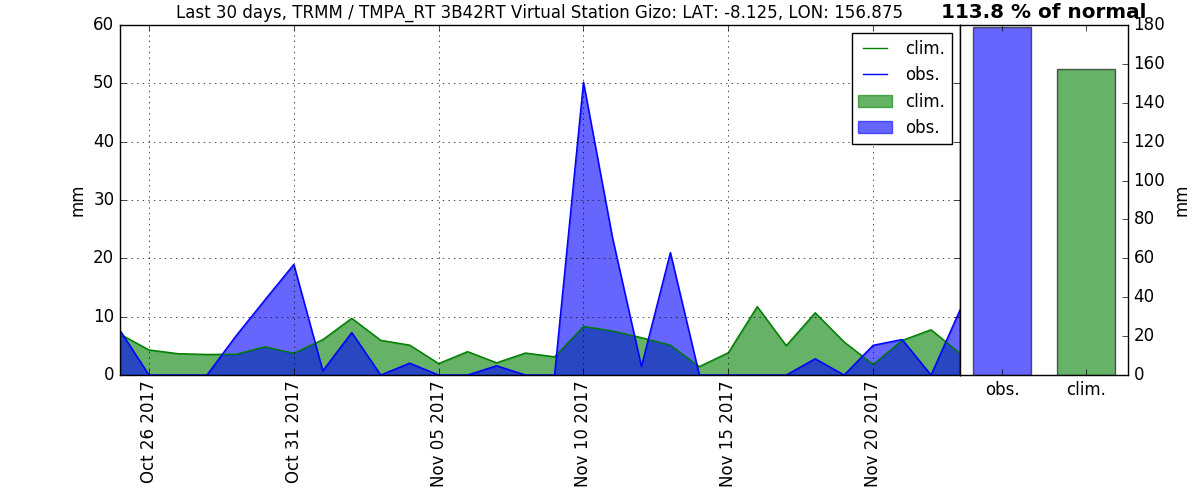 Last 30 days, TRMM / TMPA_RT 3B42RT Virtual Station Gizo: LAT: -8.125, LON: 156.875
113.8 % of normal
60
50
40
30
20
10
0
mm
clim.
obs.
clim.
obs.
Oct 26 2017
Oct 31 2017
Nov 05 2017
Nov 10 2017
Nov 15 2017
Nov 20 2017
180
160
140
120
100
80
60
40
20
0
mm
obs.
clim.